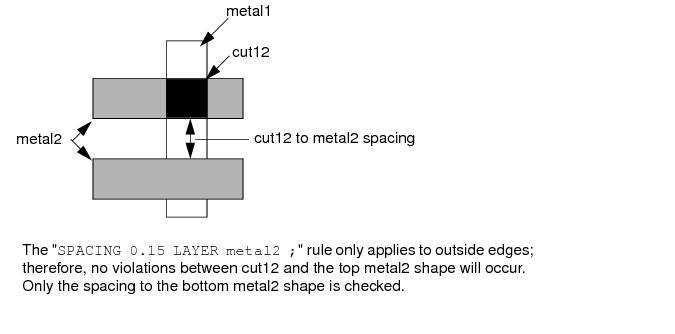 metal1
cut12
metal2
cut12 to metal2 spacing
The "SPACING 0.15 LAYER metal2 ;" rule only applies to outside edges;
therefore, no violations between cut12 and the top metal2 shape will occur.
Only the spacing to the bottom metal2 shape is checked.